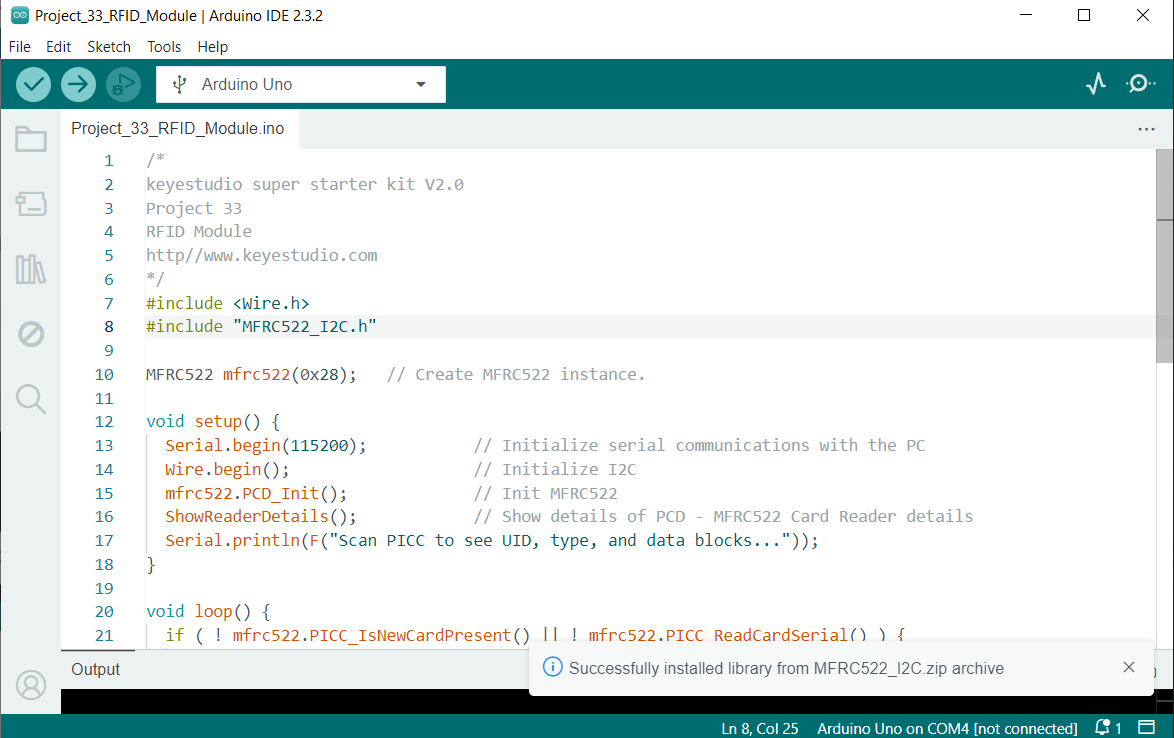 Project_33_RFID_Module | Arduino IDE 2.3.2
File Edit Sketch Tools Help
Arduino Uno
Project_33_RFID_Module.ino
1 /*
2 keyestudio super starter kit V2.0
3 Project 33
4 RFID Module
5 http//www.keyestudio.com
6 */
7 #include <Wire.h>
8 #include "MFRC522_I2C.h"
9
10 MFRC522 mfrc522(0x28);   // Create MFRC522 instance.
11
12 void setup() {
13   Serial.begin(115200);           // Initialize serial communications with the PC
14   Wire.begin();                   // Initialize I2C
15   mfrc522.PCD_Init();             // Init MFRC522
16   ShowReaderDetails();            // Show details of PCD - MFRC522 Card Reader details
17   Serial.println(F("Scan PICC to see UID, type, and data blocks..."));
18 }
19
20 void loop() {
21   if ( ! mfrc522.PICC_IsNewCardPresent() || ! mfrc522.PICC_ReadCardSerial() ) {
Output
Successfully installed library from MFRC522_I2C.zip archive
Ln 8, Col 25 Arduino Uno on COM4 [not connected] 1